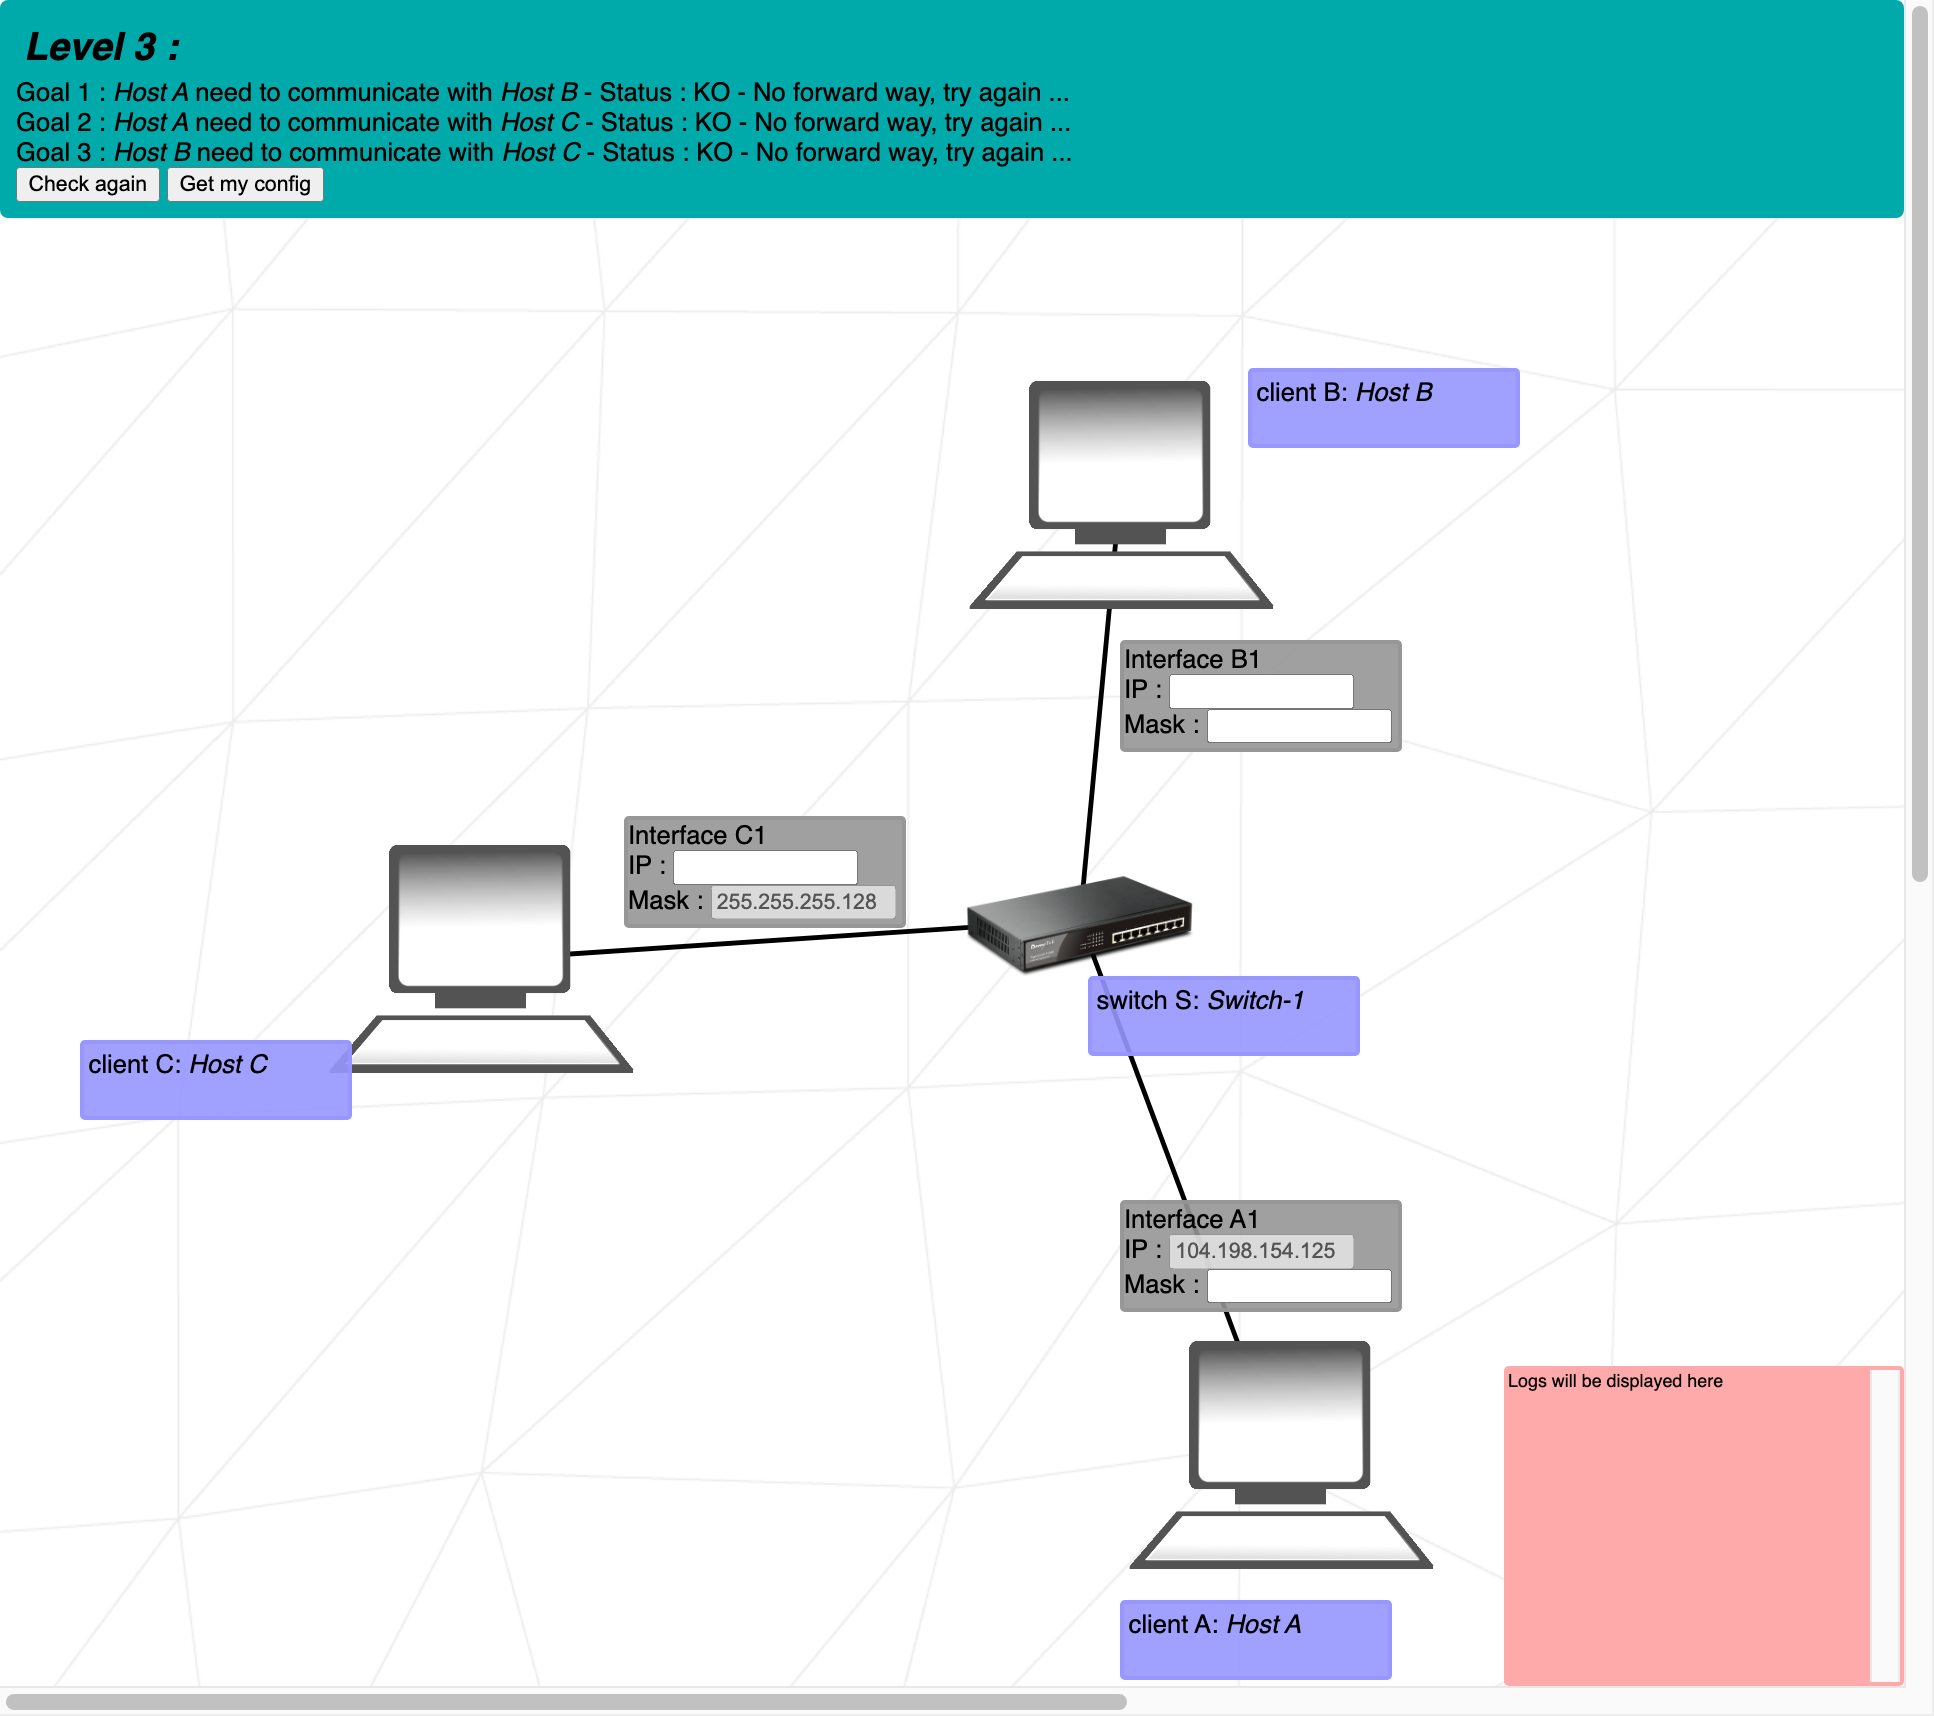 Level 3 :
Goal 1 : Host A need to communicate with Host B - Status : KO - No forward way, try again ...
Goal 2 : Host A need to communicate with Host C - Status : KO - No forward way, try again ...
Goal 3 : Host B need to communicate with Host C - Status : KO - No forward way, try again ...
Check again Get my config
client B: Host B
Interface B1
IP :
Mask :
Interface C1
IP :
Mask : 255.255.255.128
switch S: Switch-1
client C: Host C
Interface A1
IP : 104.198.154.125
Mask :
Logs will be displayed here
client A: Host A